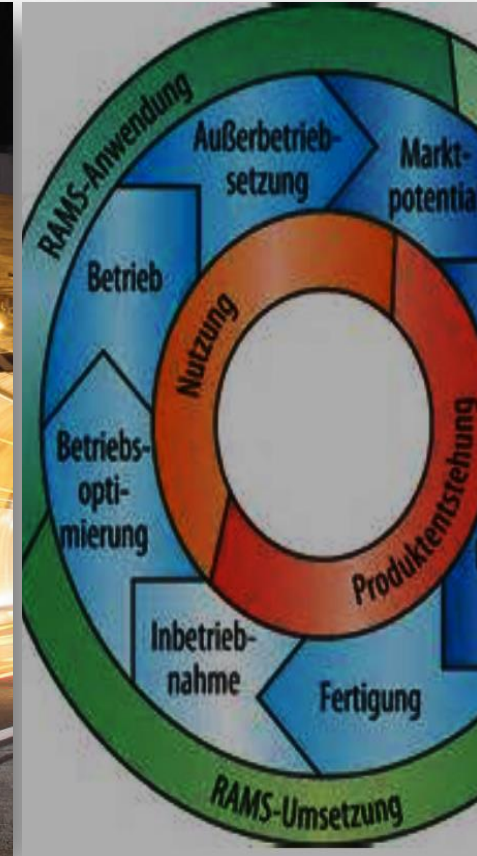 RAMS-Anwendung
Außerbetrieb-
setzung
Markt-
potentia
Betrieb
Nutzung
Betriebs-
opti-
mierung
Produktentstehung
Inbetrieb-
nahme
Fertigung
RAMS-Umsetzung